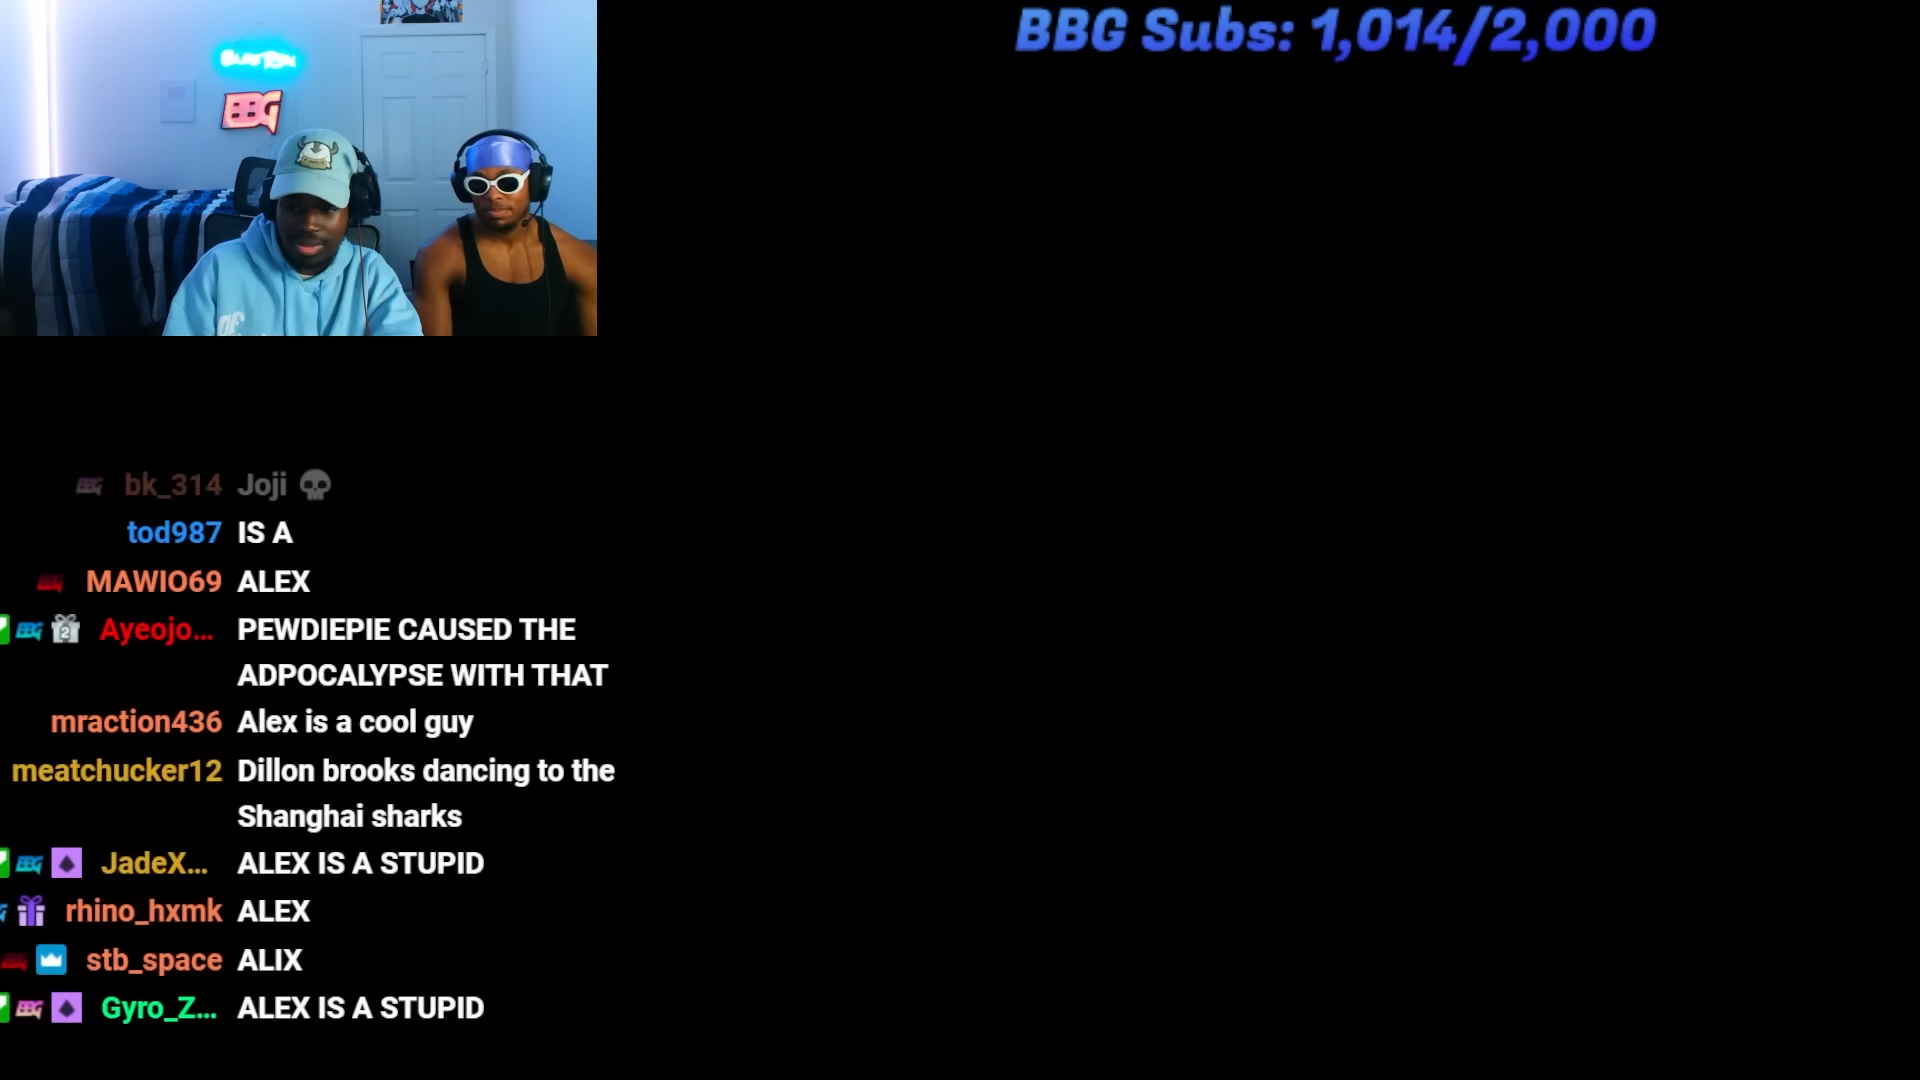 BBG Subs: 1,014/2,000
BBG
bk_314 Joji
tod987 IS A
MAWIO69 ALEX
Ayeojo... PEWDIEPIE CAUSED THE
ADPOCALYPSE WITH THAT
mraction436 Alex is a cool guy
meatchucker12 Dillon brooks dancing to the
Shanghai sharks
JadeX... ALEX IS A STUPID
rhino_hxmk ALEX
stb_space ALIX
Gyro_Z... ALEX IS A STUPID